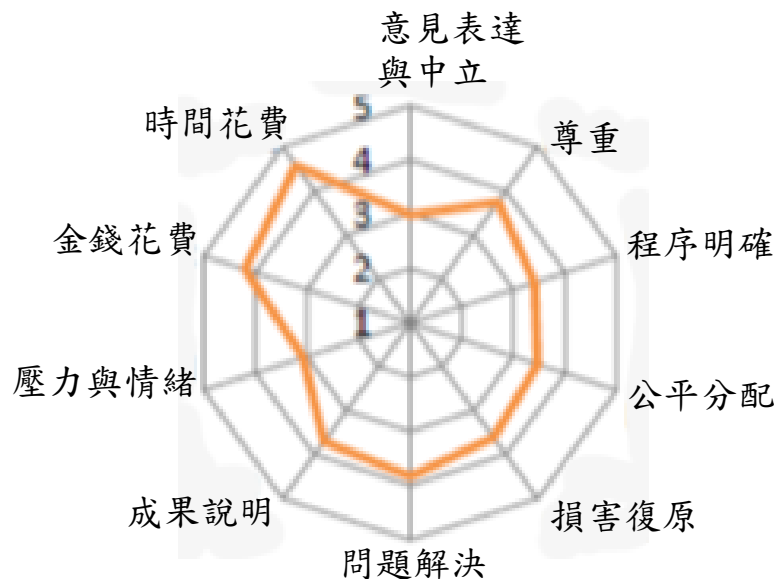 意見表達
與中立
尊重
程序明確
公平分配
損害復原
問題解決
成果說明
壓力與情緒
金錢花費
時間花費
5
4
3
2
1